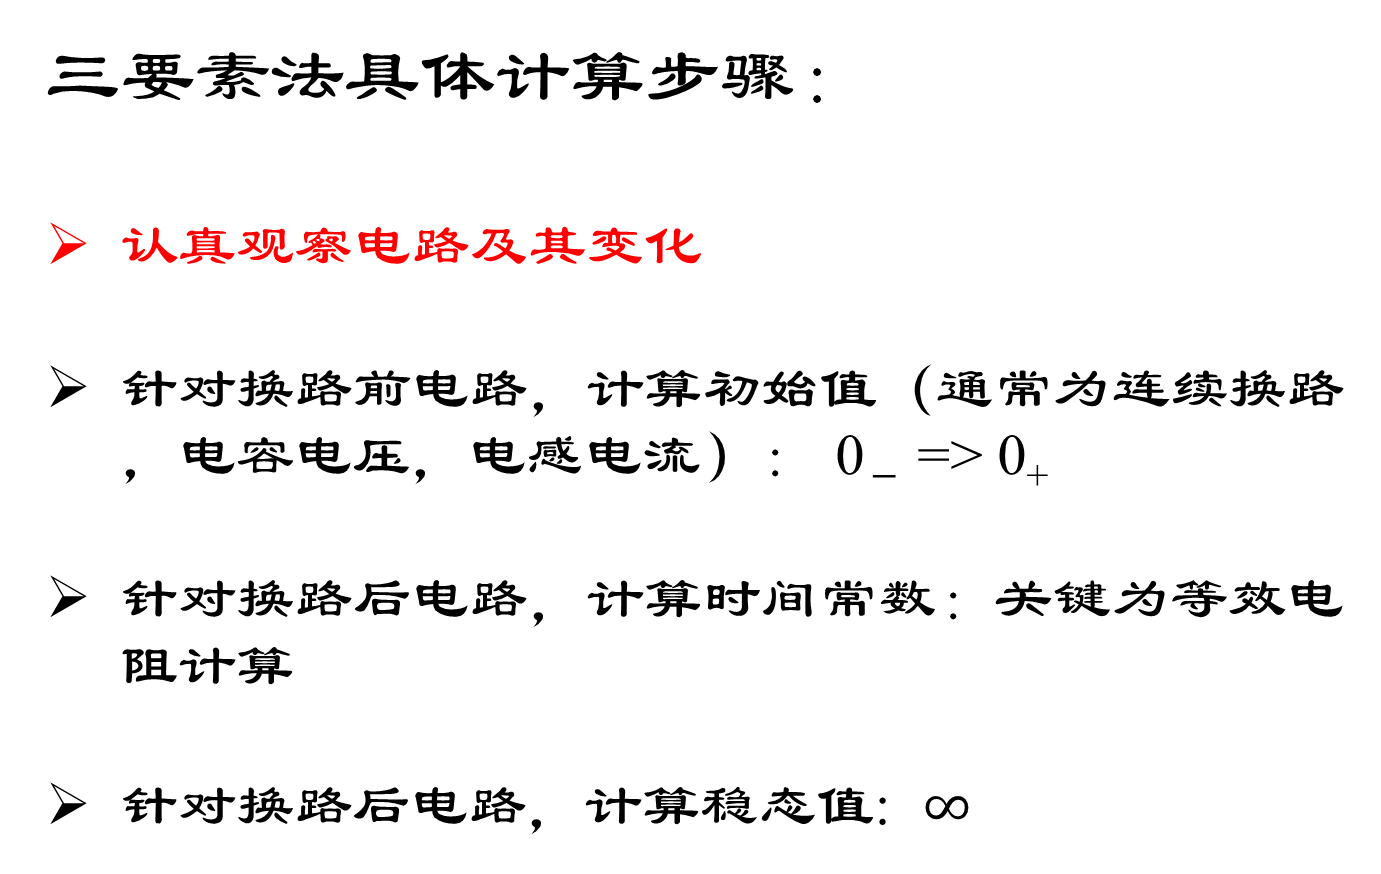 三要素法具体计算步骤：
➢ 认真观察电路及其变化
➢ 针对换路前电路，计算初始值（通常为连续换路
，电容电压，电感电流）： 0₋ => 0₊
➢ 针对换路后电路，计算时间常数：关键为等效电
阻计算
➢ 针对换路后电路，计算稳态值：∞